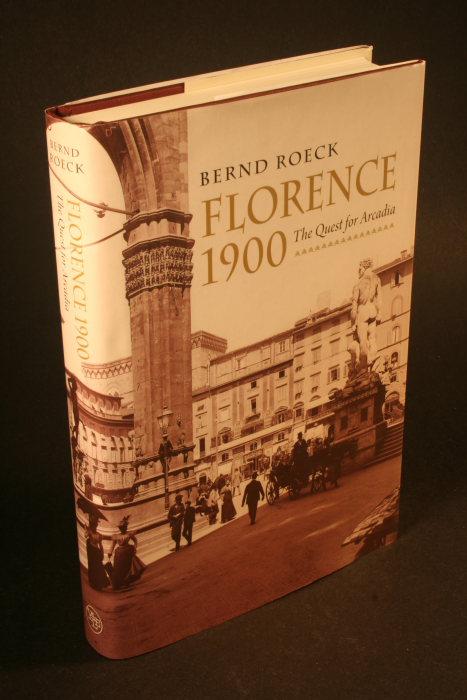 BERND ROECK
FLORENCE
1900 The Quest for Arcadia
BERND
ROECK
FLORENCE 1900
The Quest for Arcadia